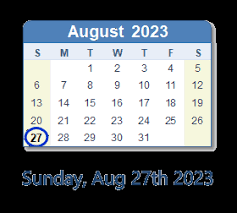 August 2023
S M T W T F S
1 2 3 4 5
6 7 8 9 10 11 12
13 14 15 16 17 18 19
20 21 22 23 24 25 26
27 28 29 30 31
Sunday, Aug 27th 2023